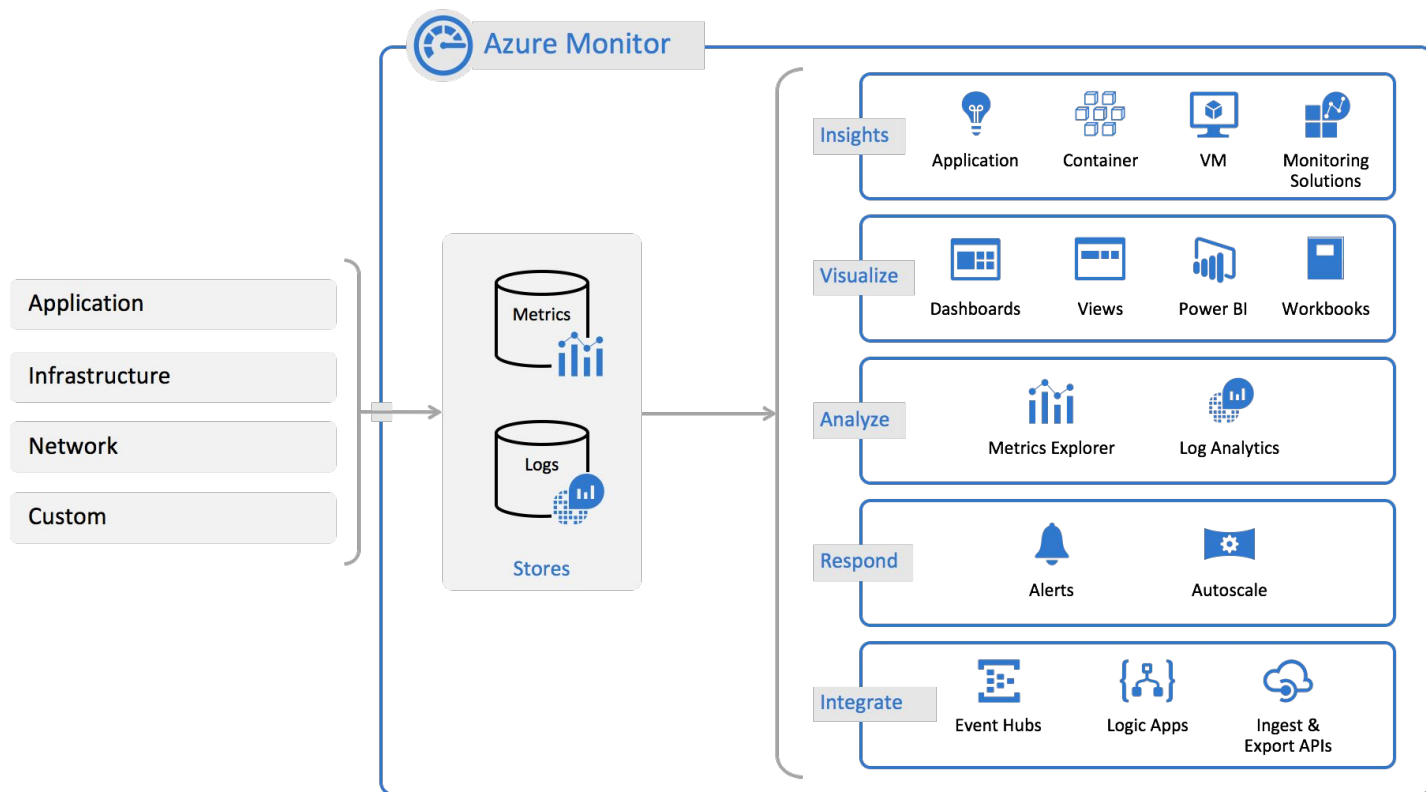 Azure Monitor
Application
Infrastructure
Network
Custom
Metrics
Logs
Stores
Insights
Application
Container
VM
Monitoring
Solutions
Visualize
Dashboards
Views
Power BI
Workbooks
Analyze
Metrics Explorer
Log Analytics
Respond
Alerts
Autoscale
Integrate
Event Hubs
Logic Apps
Ingest &
Export APIs